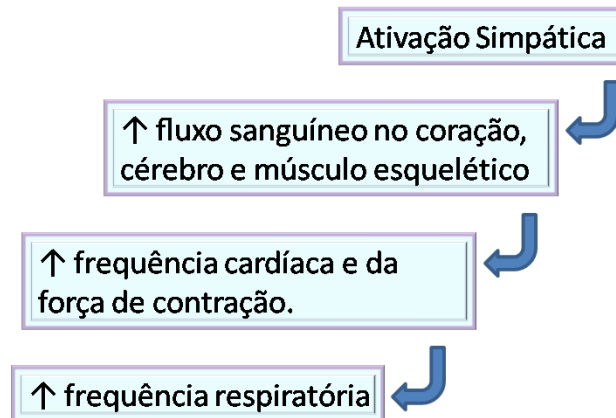 Ativação Simpática
↑ fluxo sanguíneo no coração,
cérebro e músculo esquelético
↑ frequência cardíaca e da
força de contração.
↑ frequência respiratória